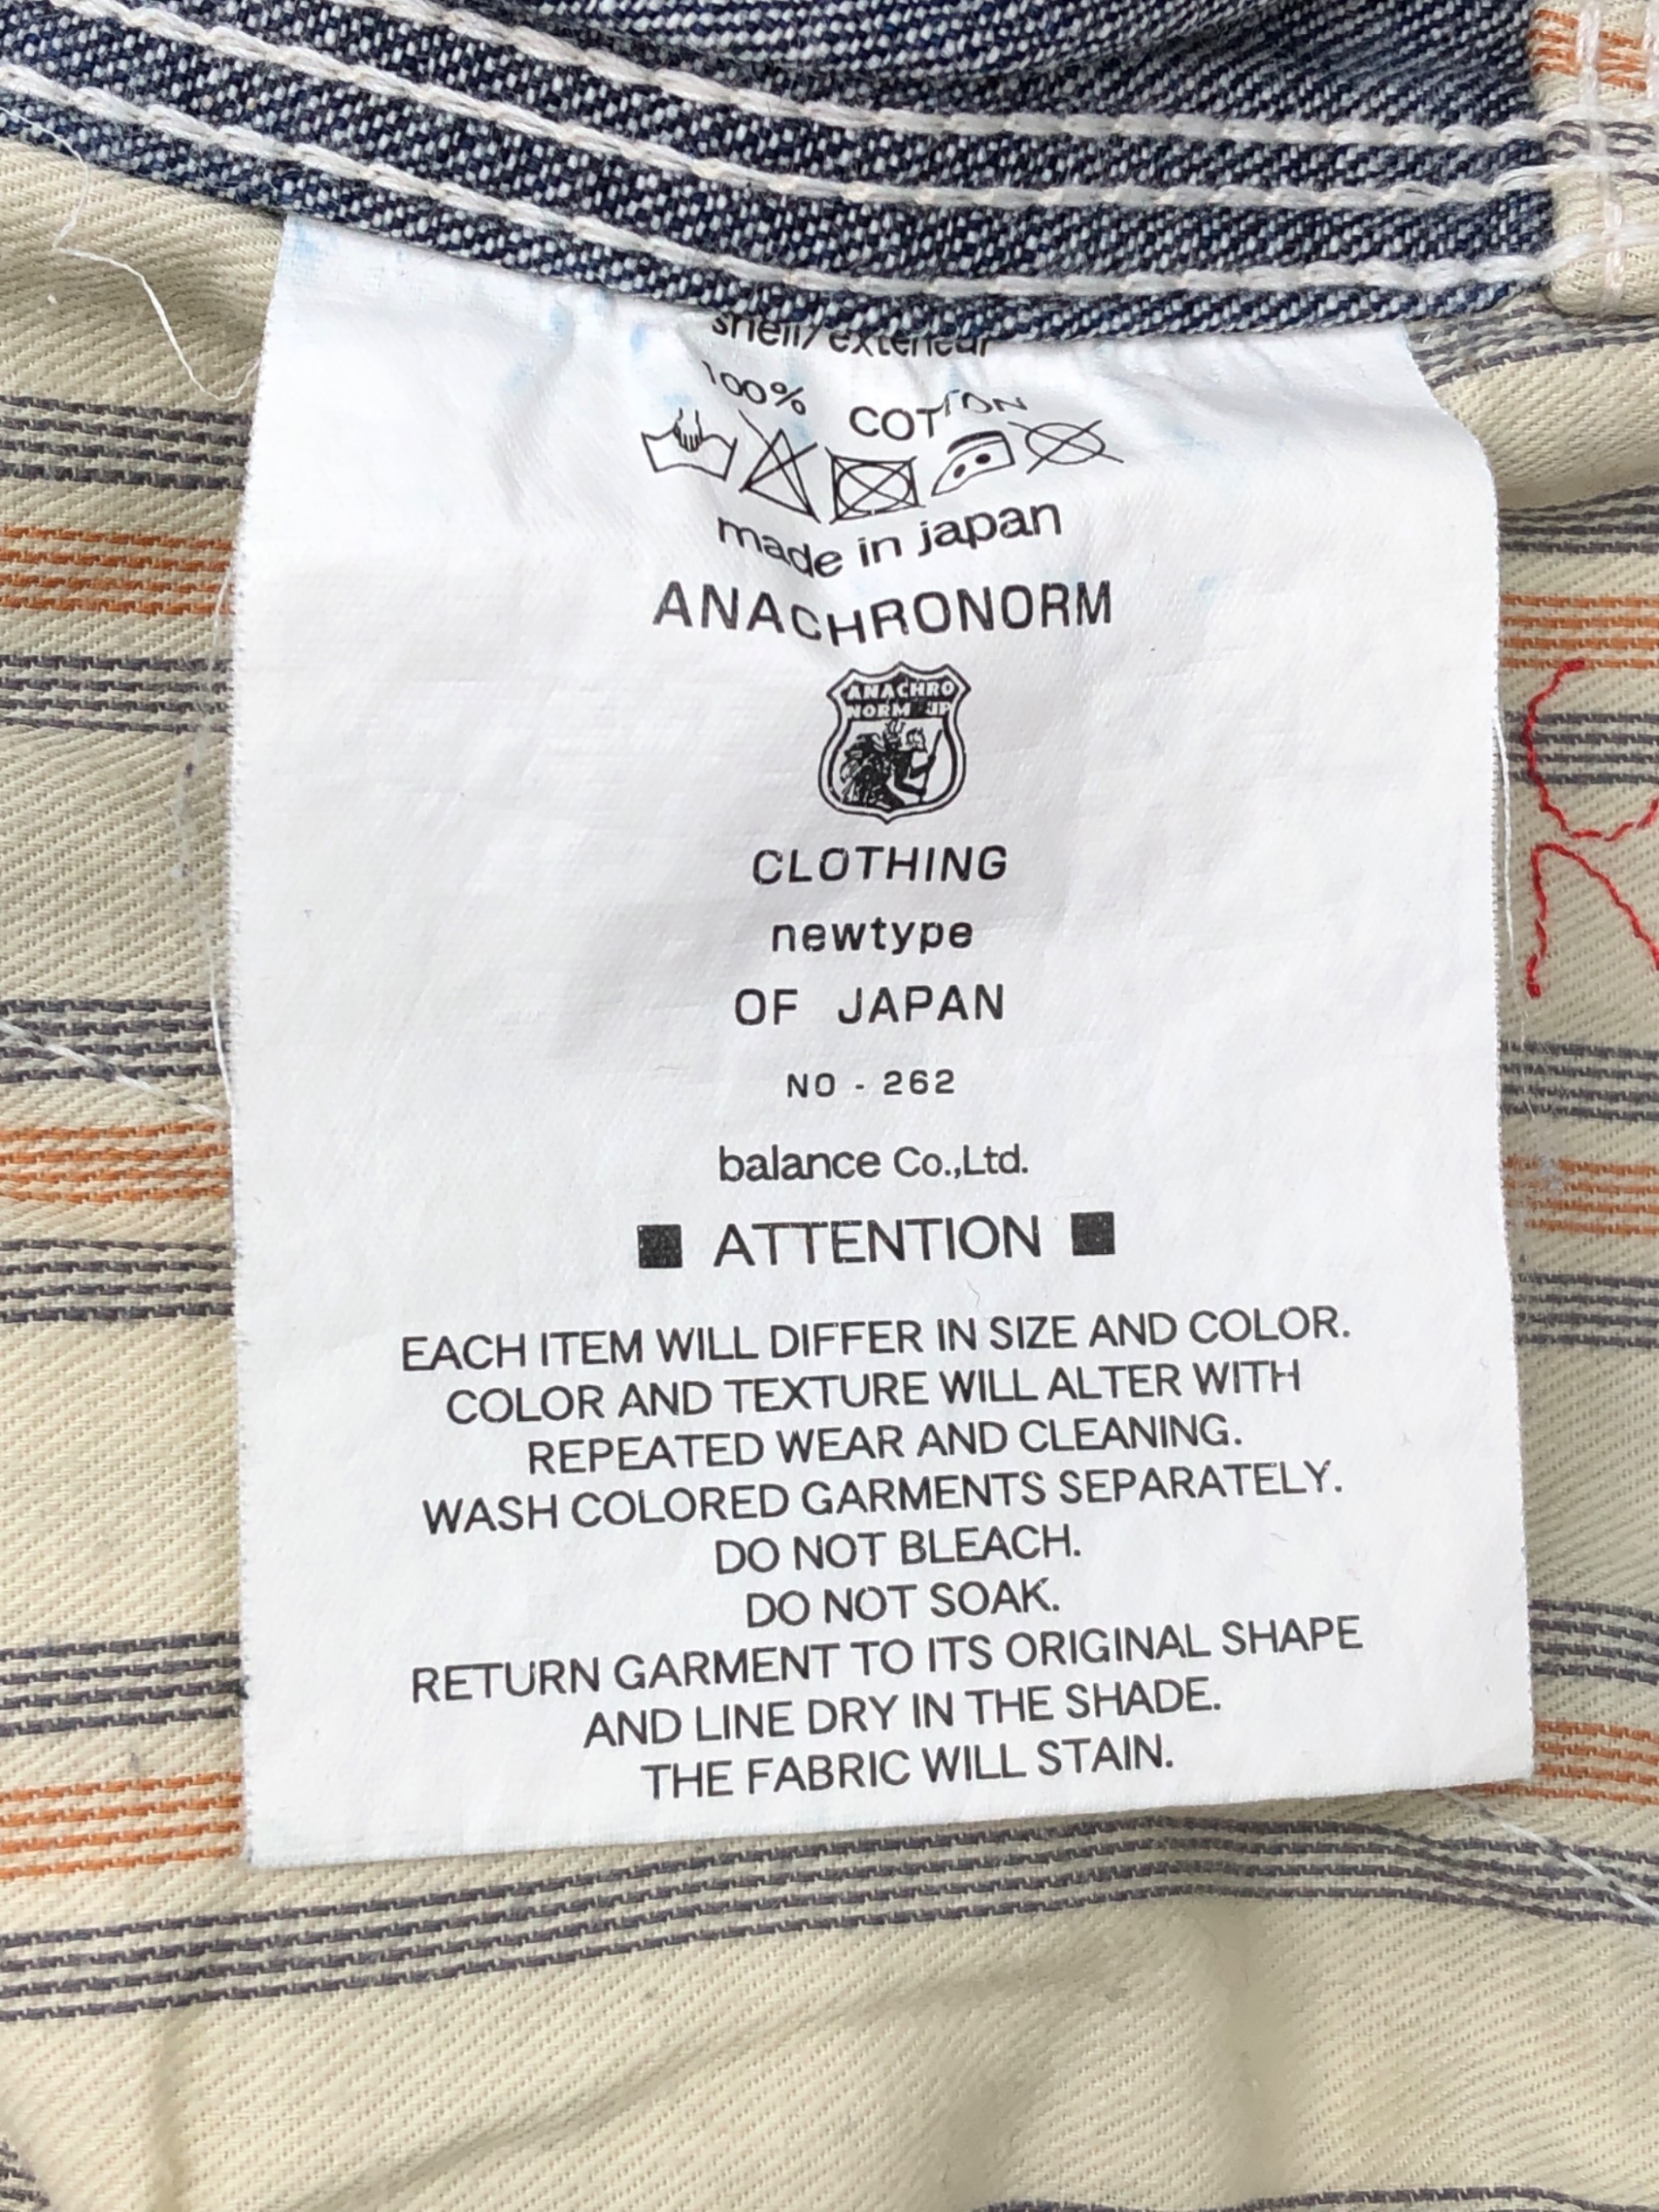 shell/exterieur
100% COTTON
made in japan
ANACHRONORM
ANACHRO
NORM JP
CLOTHING
newtype
OF JAPAN
NO - 262
balance Co.,Ltd.
■ ATTENTION ■
EACH ITEM WILL DIFFER IN SIZE AND COLOR.
COLOR AND TEXTURE WILL ALTER WITH
REPEATED WEAR AND CLEANING.
WASH COLORED GARMENTS SEPARATELY.
DO NOT BLEACH.
DO NOT SOAK.
RETURN GARMENT TO ITS ORIGINAL SHAPE
AND LINE DRY IN THE SHADE.
THE FABRIC WILL STAIN.